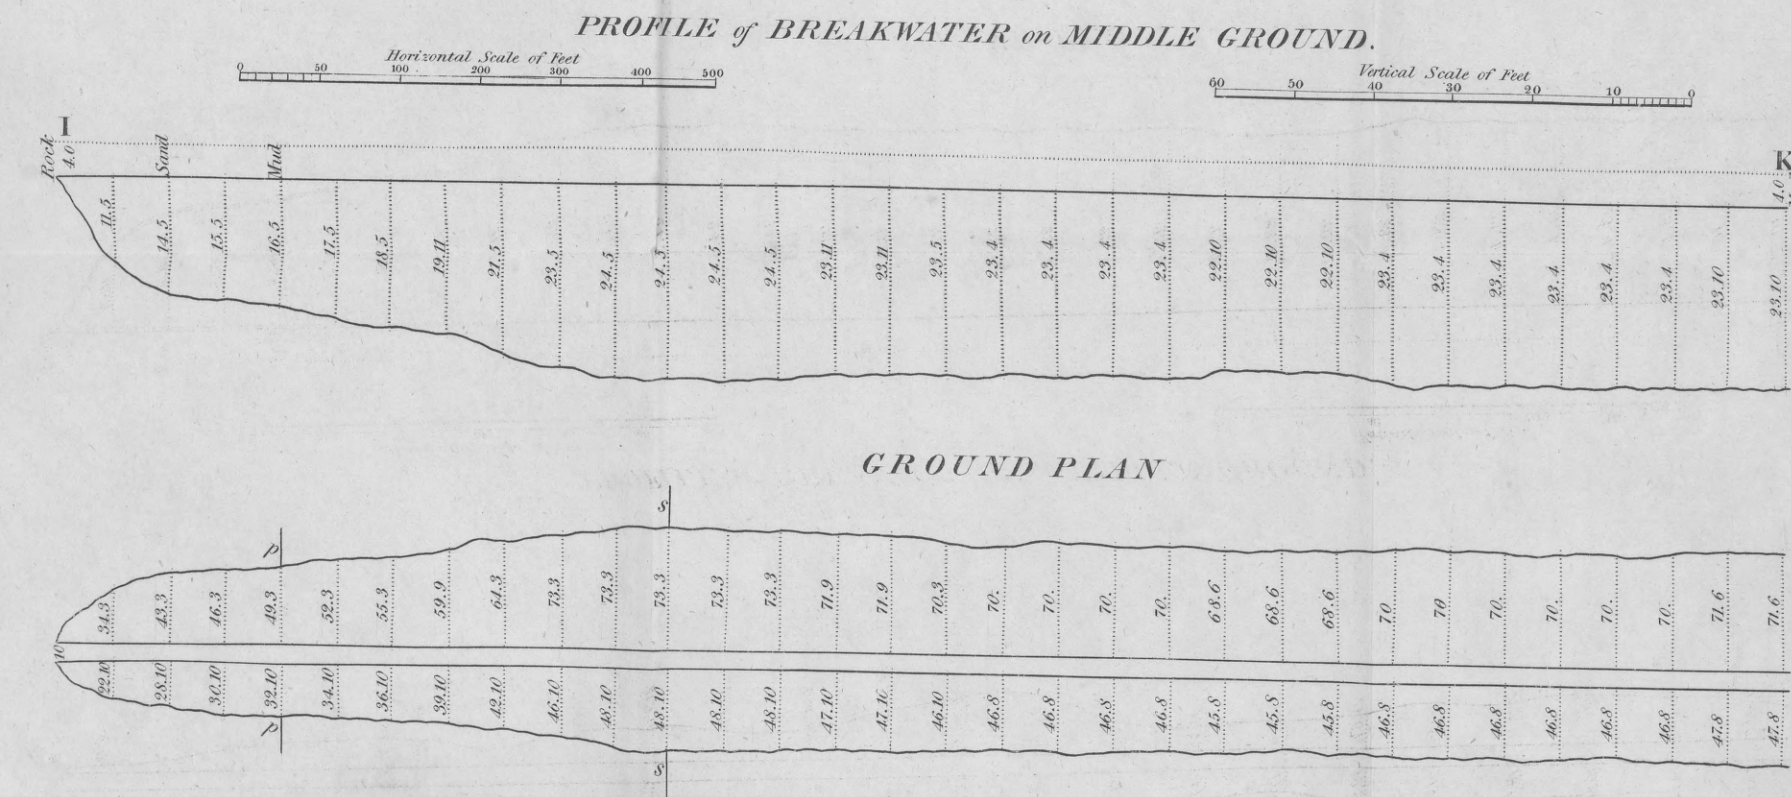 PROFILE of BREAKWATER on MIDDLE GROUND.
Horizontal Scale of Feet
0 50 100 200 300 400 500
Vertical Scale of Feet
60 50 40 30 20 10 0
I
K
Rock 4.0 Sand Mud 4.0
11.5 14.5 15.5 16.5 17.5 18.5 19.11 21.5 23.5 24.5 24.5 24.5 24.5 23.11 23.11 23.5 23.4 23.4 23.4 23.4 22.10 22.10 22.10 23.4 23.4 23.4 23.4 23.4 23.4 23.10 23.10
GROUND PLAN
s
p
34.3 43.3 46.3 49.3 52.3 55.3 59.9 64.3 73.3 73.3 73.3 73.3 73.3 71.9 71.9 70.3 70. 70. 70. 70. 68.6 68.6 68.6 70 70 70. 70. 70. 70. 71.6 71.6
10
22.10 28.10 30.10 32.10 34.10 36.10 39.10 42.10 46.10 48.10 48.10 48.10 48.10 47.10 47.10 46.10 46.8 46.8 46.8 46.8 45.8 45.8 45.8 46.8 46.8 46.8 46.8 46.8 46.8 47.8 47.8
p
s